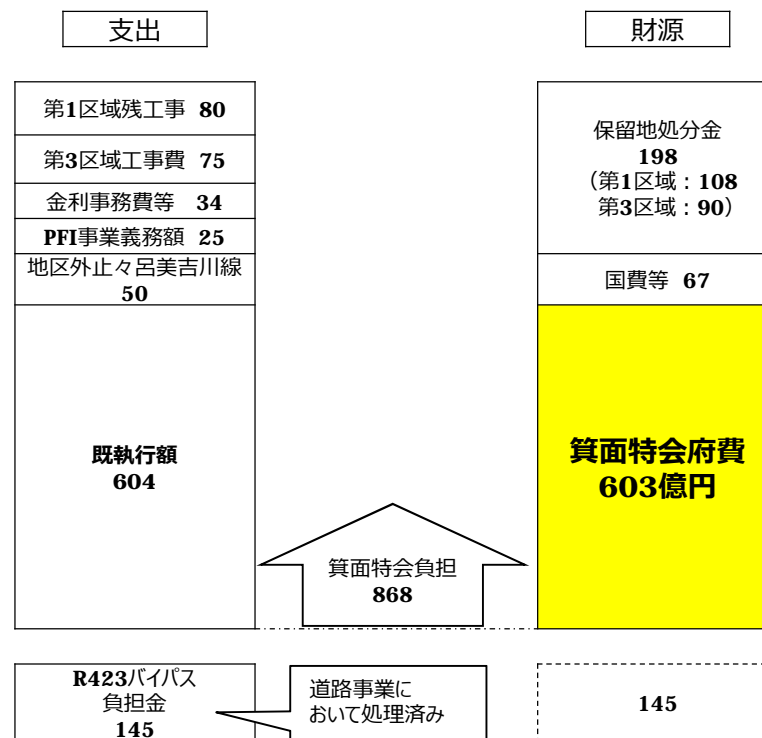 支出
財源
第1区域残工事 80
第3区域工事費 75
金利事務費等 34
PFI事業義務額 25
地区外止々呂美吉川線
50
既執行額
604
保留地処分金
198
（第1区域：108
第3区域：90）
国費等 67
箕面特会府費
603億円
箕面特会負担
868
R423バイパス
負担金
145
道路事業に
おいて処理済み
145